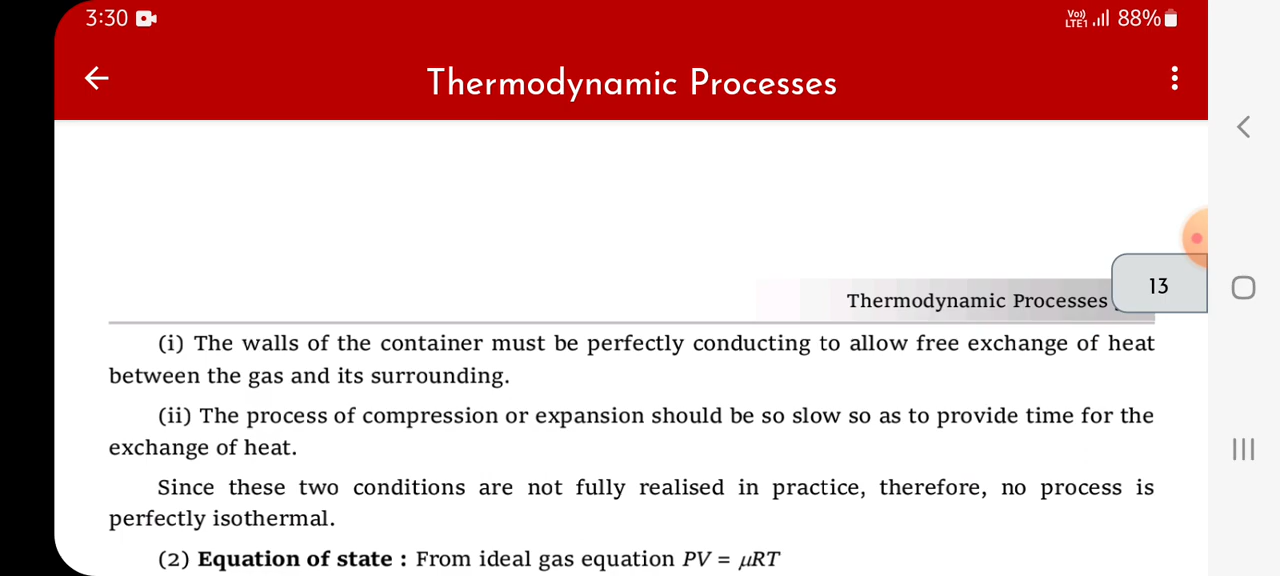 3:30
Vo)) LTE1 88%
Thermodynamic Processes
13
Thermodynamic Processes
(i) The walls of the container must be perfectly conducting to allow free exchange of heat
between the gas and its surrounding.
(ii) The process of compression or expansion should be so slow so as to provide time for the
exchange of heat.
Since these two conditions are not fully realised in practice, therefore, no process is
perfectly isothermal.
(2) Equation of state : From ideal gas equation PV = μRT